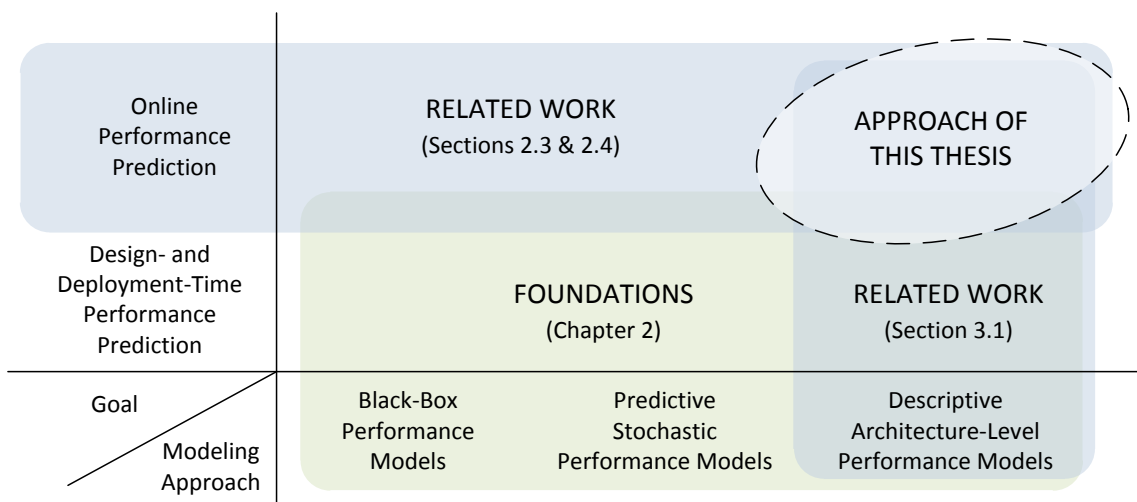 Online
Performance
Prediction
RELATED WORK
(Sections 2.3 & 2.4)
APPROACH OF
THIS THESIS
Design- and
Deployment-Time
Performance
Prediction
FOUNDATIONS
(Chapter 2)
RELATED WORK
(Section 3.1)
Goal
Modeling
Approach
Black-Box
Performance
Models
Predictive
Stochastic
Performance Models
Descriptive
Architecture-Level
Performance Models